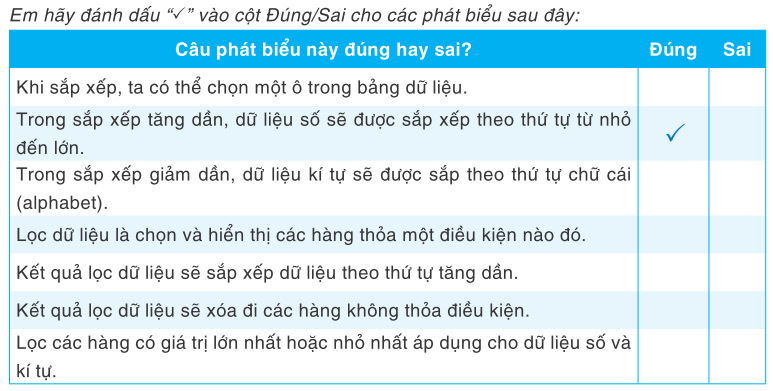 Em hãy đánh dấu “✓” vào cột Đúng/Sai cho các phát biểu sau đây:
Câu phát biểu này đúng hay sai? Đúng Sai
Khi sắp xếp, ta có thể chọn một ô trong bảng dữ liệu.
Trong sắp xếp tăng dần, dữ liệu số sẽ được sắp xếp theo thứ tự từ nhỏ
đến lớn. ✓
Trong sắp xếp giảm dần, dữ liệu kí tự sẽ được sắp theo thứ tự chữ cái
(alphabet).
Lọc dữ liệu là chọn và hiển thị các hàng thỏa một điều kiện nào đó.
Kết quả lọc dữ liệu sẽ sắp xếp dữ liệu theo thứ tự tăng dần.
Kết quả lọc dữ liệu sẽ xóa đi các hàng không thỏa điều kiện.
Lọc các hàng có giá trị lớn nhất hoặc nhỏ nhất áp dụng cho dữ liệu số và
kí tự.